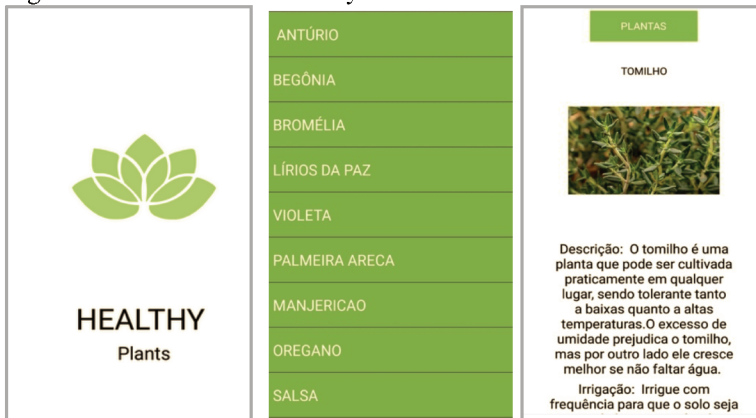 HEALTHY
Plants
ANTÚRIO
BEGÔNIA
BROMÉLIA
LÍRIOS DA PAZ
VIOLETA
PALMEIRA ARECA
MANJERICAO
OREGANO
SALSA
PLANTAS
TOMILHO
Descrição: O tomilho é uma
planta que pode ser cultivada
praticamente em qualquer
lugar, sendo tolerante tanto
a baixas quanto a altas
temperaturas.O excesso de
umidade prejudica o tomilho,
mas por outro lado ele cresce
melhor se não faltar água.
Irrigação: Irrigue com
frequência para que o solo seja